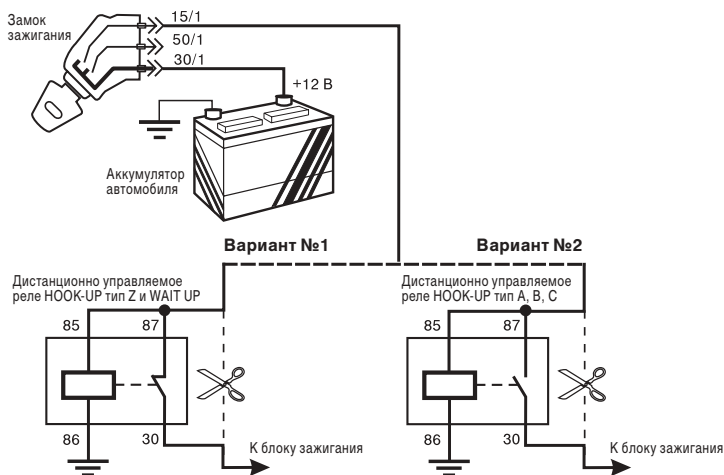 Замок
зажигания
15/1
50/1
30/1
+12 В
Аккумулятор
автомобиля
Вариант №1
Вариант №2
Дистанционно управляемое
реле HOOK-UP тип Z и WAIT UP
Дистанционно управляемое
реле HOOK-UP тип А, В, С
85
87
85
87
86
30
К блоку зажигания
86
30
К блоку зажигания